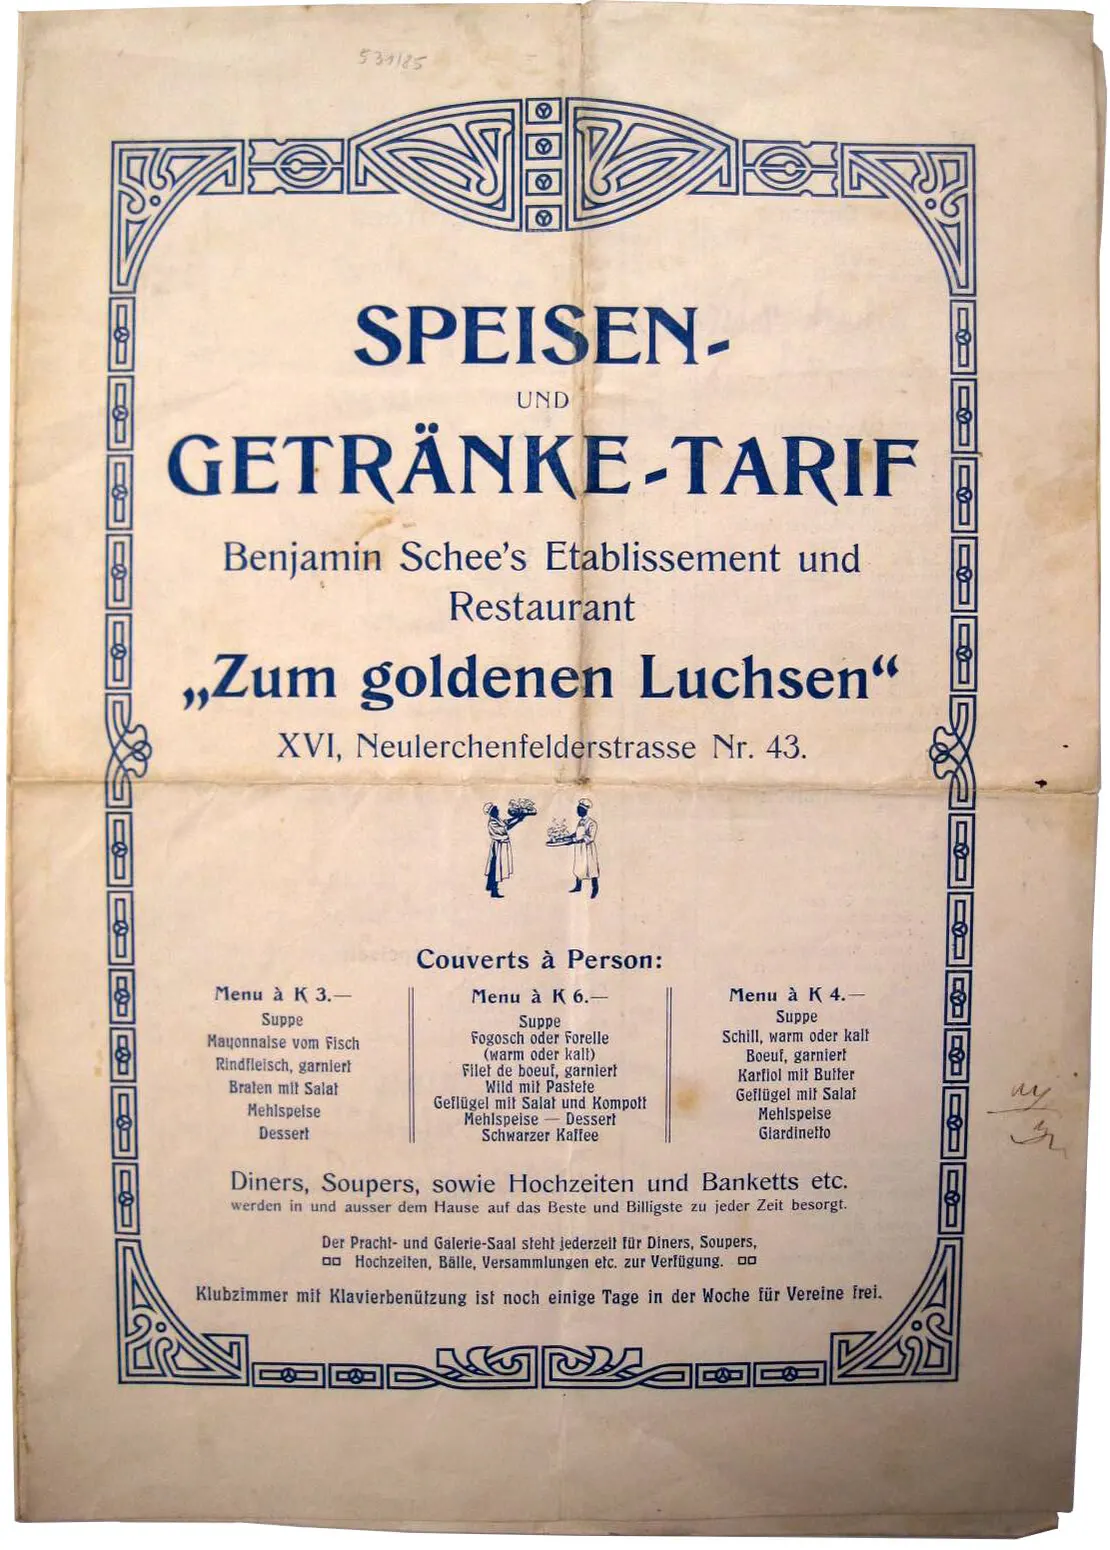 531/85
SPEISEN-
UND
GETRÄNKE-TARIF
Benjamin Schee's Etablissement und
Restaurant
„Zum goldenen Luchsen“
XVI, Neulerchenfelderstrasse Nr. 43.
Couverts à Person:
Menu à K 3.—
Suppe
Mayonnaise vom Fisch
Rindfleisch, garniert
Braten mit Salat
Mehlspeise
Dessert
Menu à K 6.—
Suppe
Fogosch oder Forelle
(warm oder kalt)
Filet de boeuf, garniert
Wild mit Pastete
Geflügel mit Salat und Kompott
Mehlspeise — Dessert
Schwarzer Kaffee
Menu à K 4.—
Suppe
Schill, warm oder kalt
Boeuf, garniert
Karfiol mit Butter
Geflügel mit Salat
Mehlspeise
Giardinetto
Diners, Soupers, sowie Hochzeiten und Banketts etc.
werden in und ausser dem Hause auf das Beste und Billigste zu jeder Zeit besorgt.
Der Pracht- und Galerie-Saal steht jederzeit für Diners, Soupers,
Hochzeiten, Bälle, Versammlungen etc. zur Verfügung.
Klubzimmer mit Klavierbenützung ist noch einige Tage in der Woche für Vereine frei.